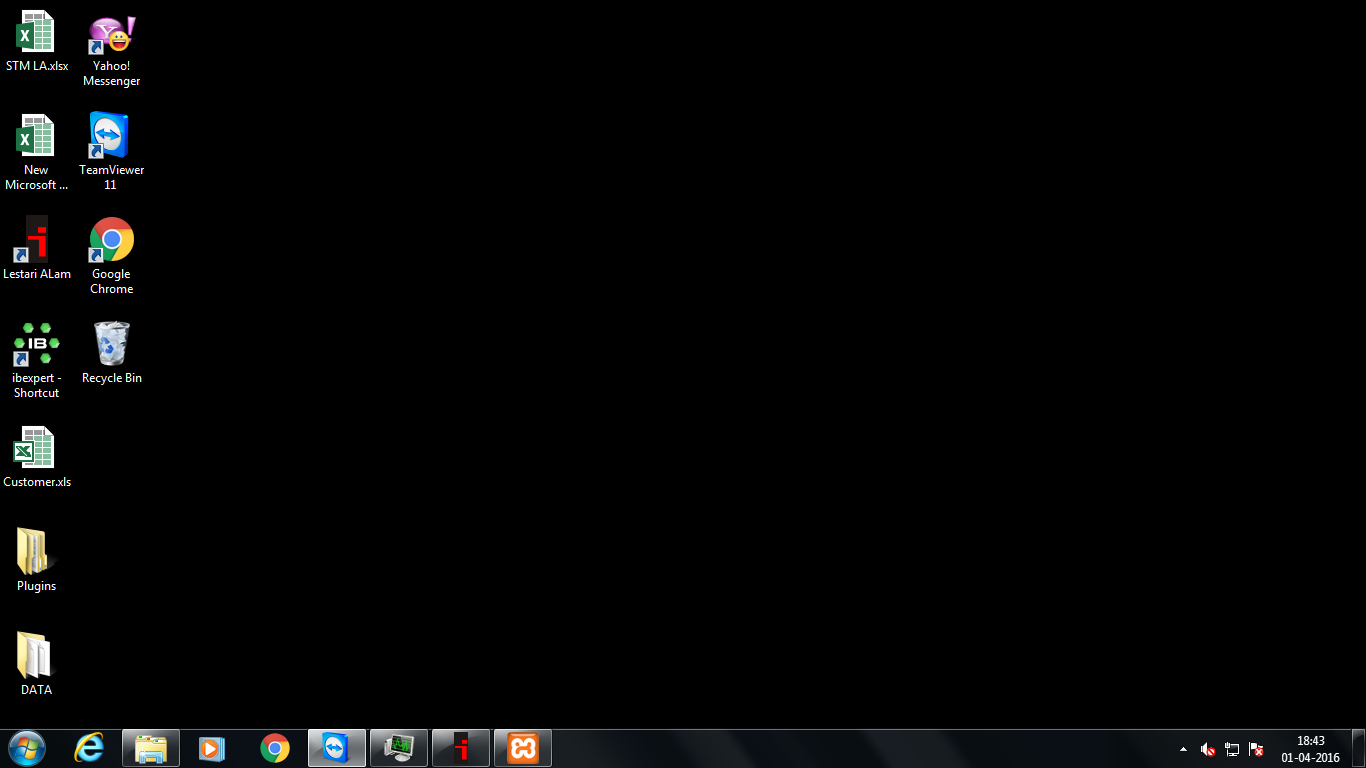 STM LA.xlsx
Yahoo!
Messenger
New
Microsoft ...
TeamViewer
11
Lestari ALam
Google
Chrome
IB
ibexpert -
Shortcut
Recycle Bin
Customer.xls
Plugins
DATA
18:43
01-04-2016